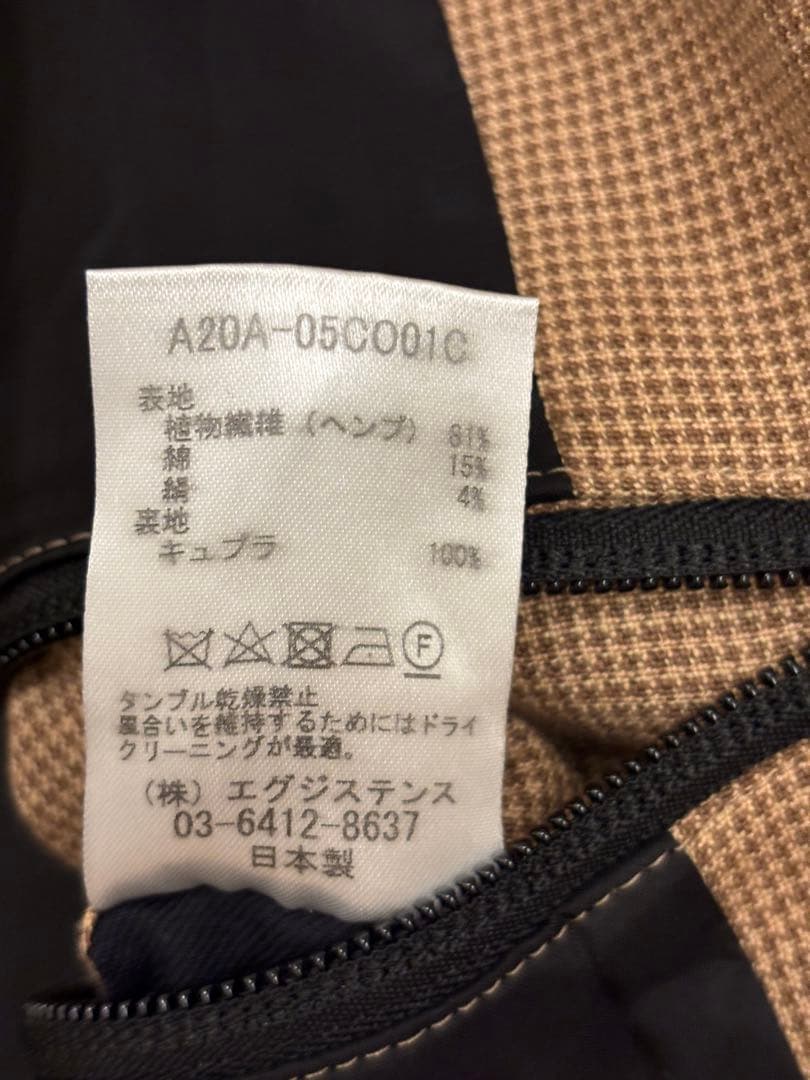 A20A-05CO01C
表地
植物繊維（ヘンプ） 81%
綿 15%
絹 4%
裏地
キュプラ 100%
F
タンブル乾燥禁止
風合いを維持するためにはドライ
クリーニングが最適。
（株）エグジステンス
03-6412-8637
日本製